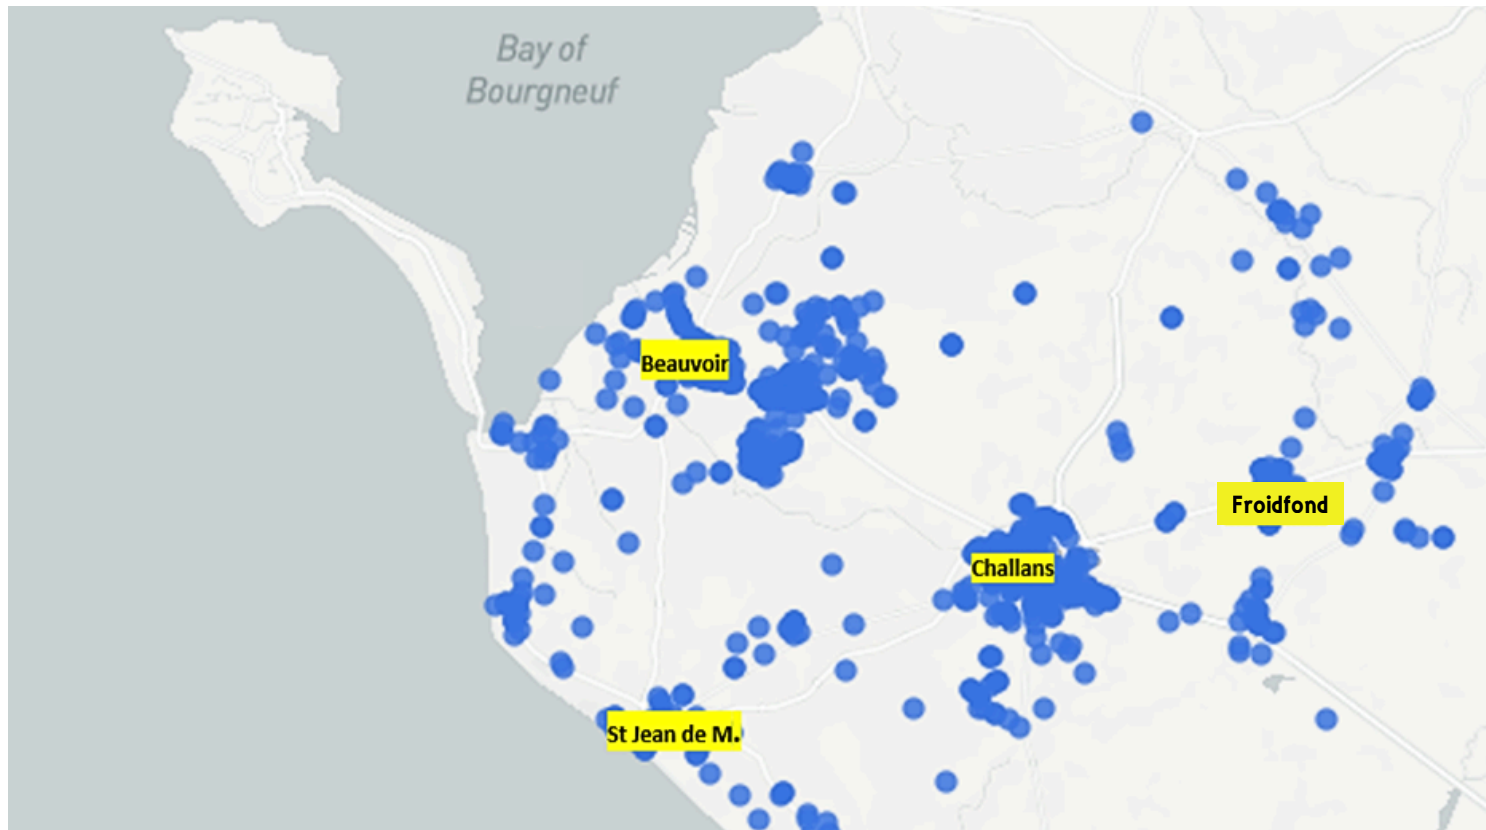 Bay of
Bourgneuf
Beauvoir
Froidfond
Challans
St Jean de M.